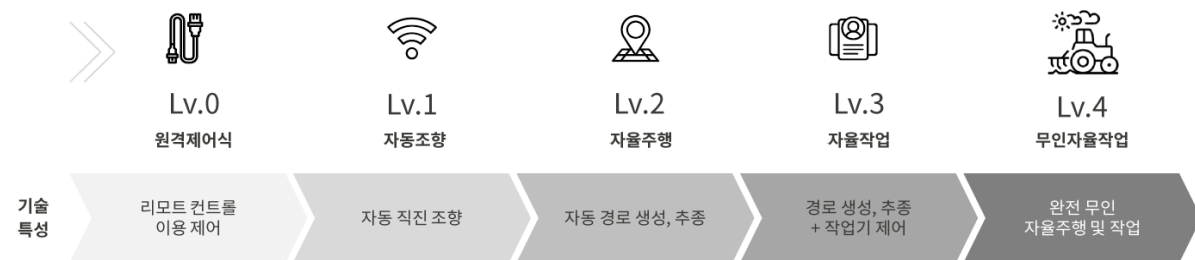 Lv.0
Lv.1
Lv.2
Lv.3
Lv.4
원격제어식
자동조향
자율주행
자율작업
무인자율작업
기술
특성
리모트 컨트롤
이용 제어
자동 직진 조향
자동 경로 생성, 추종
경로 생성, 추종
+ 작업기 제어
완전 무인
자율주행 및 작업